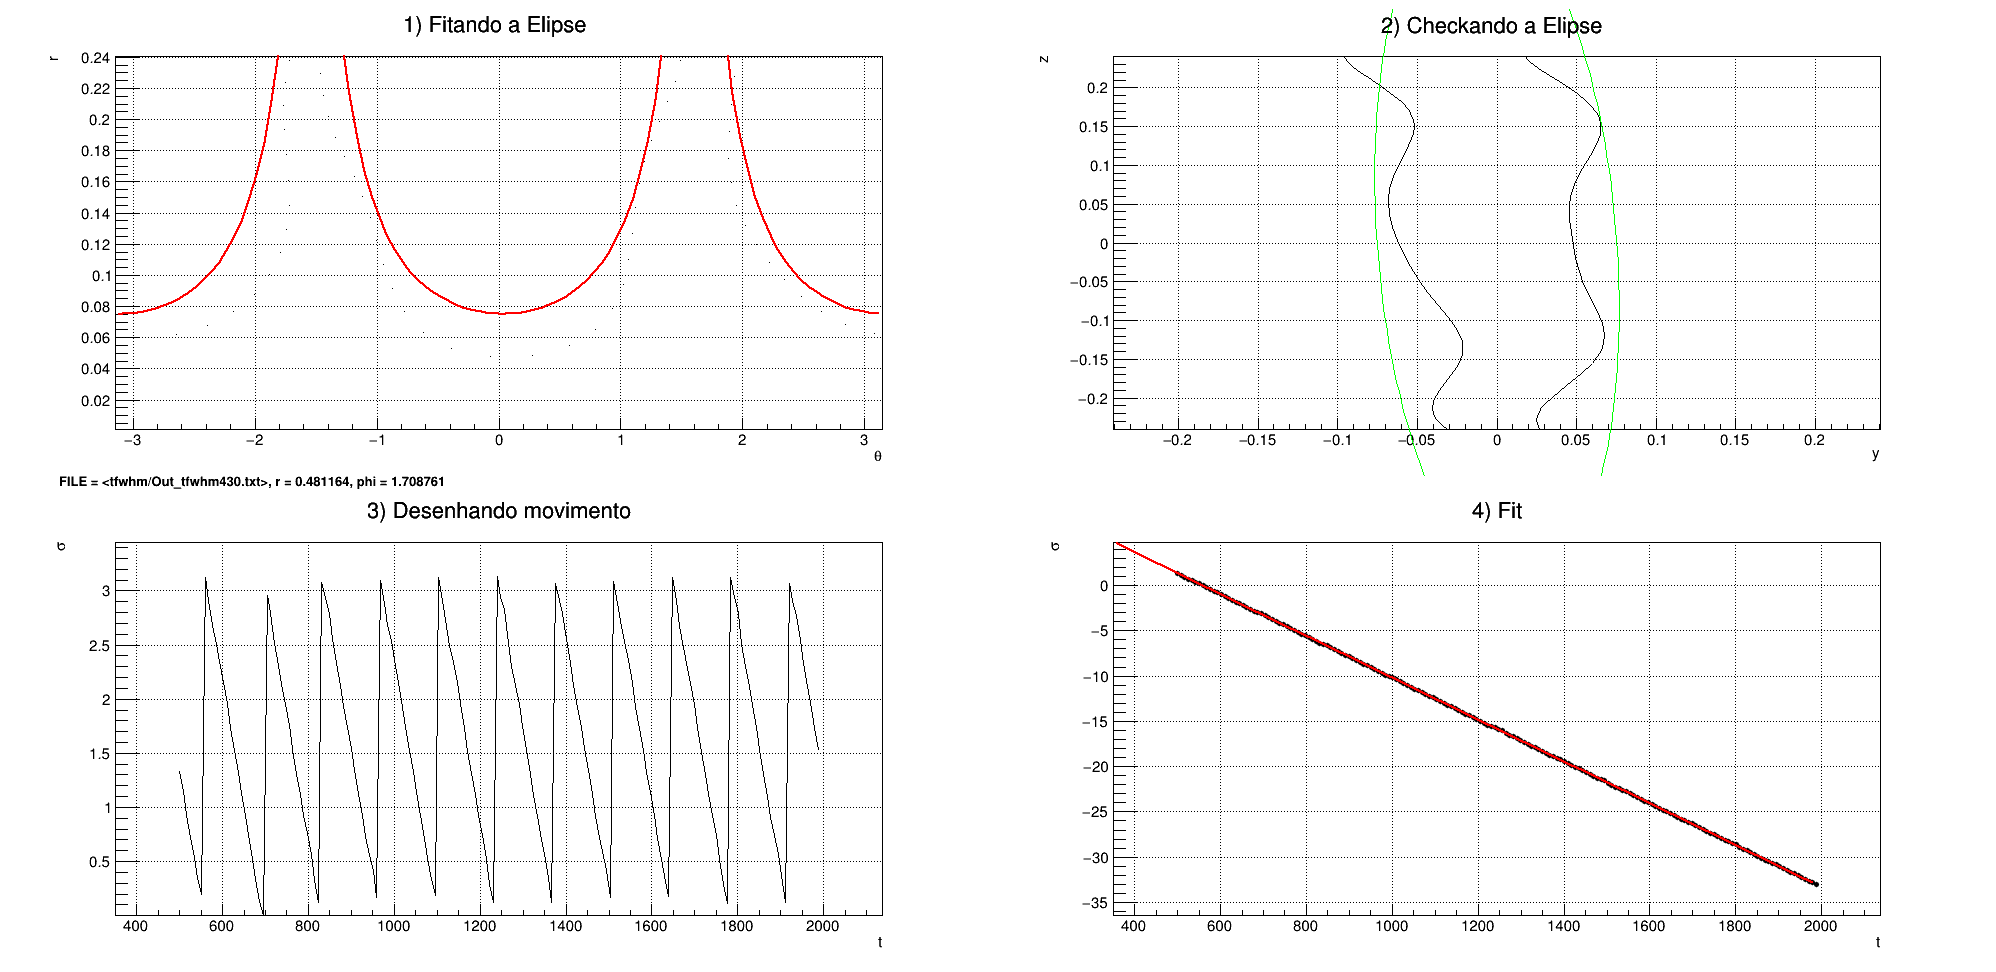 1) Fitando a Elipse
r
0.24
0.22
0.2
0.18
0.16
0.14
0.12
0.1
0.08
0.06
0.04
0.02
−3 −2 −1 0 1 2 3
θ
2) Checkando a Elipse
z
0.2
0.15
0.1
0.05
0
−0.05
−0.1
−0.15
−0.2
−0.2 −0.15 −0.1 −0.05 0 0.05 0.1 0.15 0.2
y
FILE = <tfwhm/Out_tfwhm430.txt>, r = 0.481164, phi = 1.708761
3) Desenhando movimento
σ
3
2.5
2
1.5
1
0.5
400 600 800 1000 1200 1400 1600 1800 2000
t
4) Fit
σ
0
−5
−10
−15
−20
−25
−30
−35
400 600 800 1000 1200 1400 1600 1800 2000
t